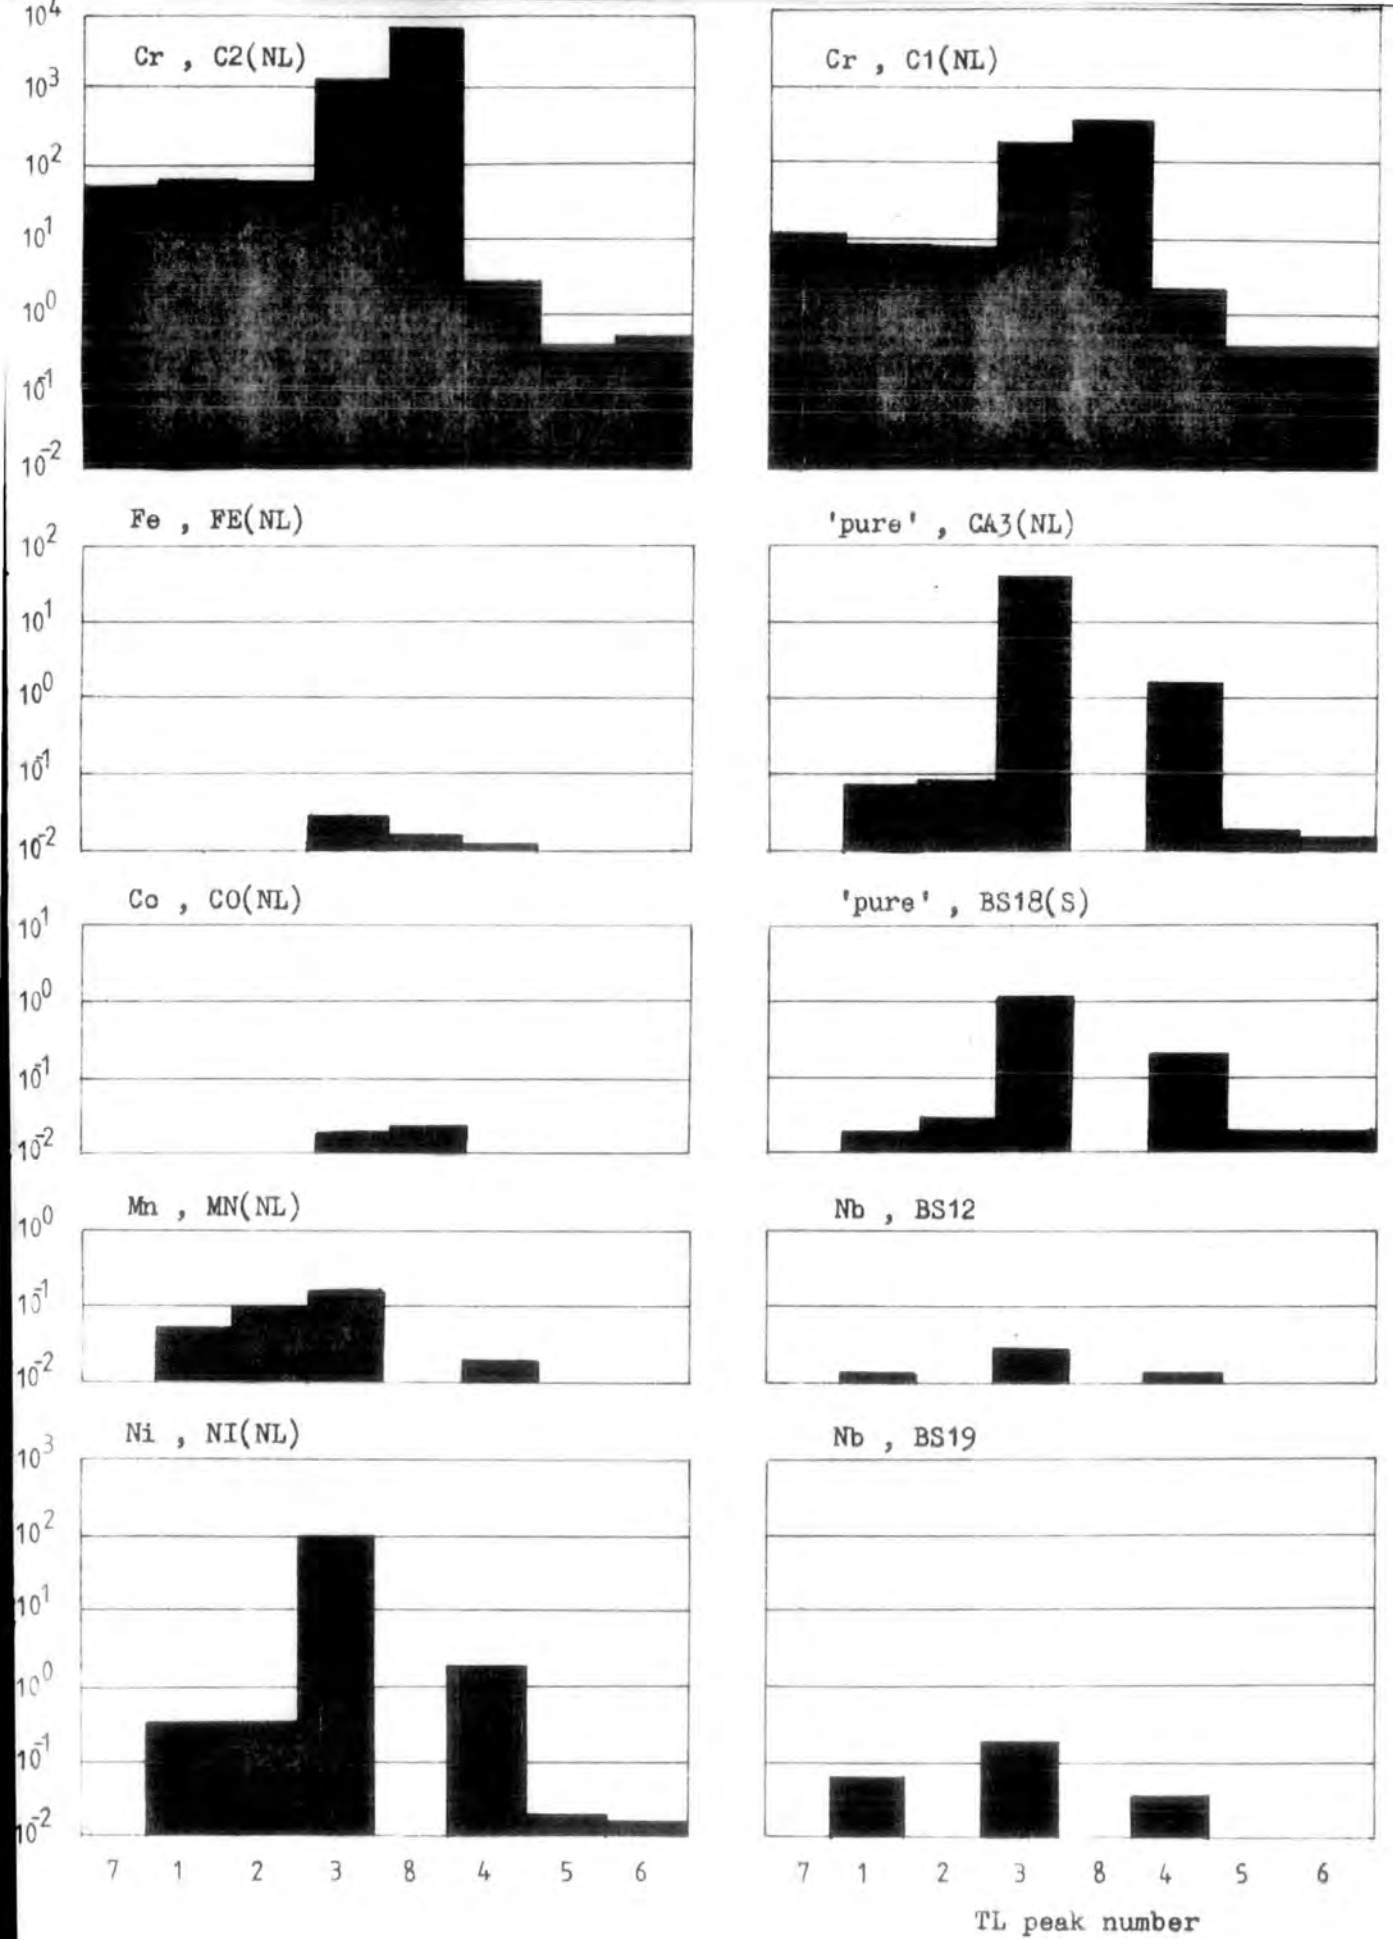 Cr , C2(NL)
10⁴
10³
10²
10¹
10⁰
10⁻¹
10⁻²
Cr , C1(NL)
Fe , FE(NL)
10²
10¹
10⁰
10⁻¹
10⁻²
'pure' , CA3(NL)
Co , CO(NL)
10¹
10⁰
10⁻¹
10⁻²
'pure' , BS18(S)
Mn , MN(NL)
10⁰
10⁻¹
10⁻²
Nb , BS12
Ni , NI(NL)
10³
10²
10¹
10⁰
10⁻¹
10⁻²
Nb , BS19
7 1 2 3 8 4 5 6
7 1 2 3 8 4 5 6
TL peak number